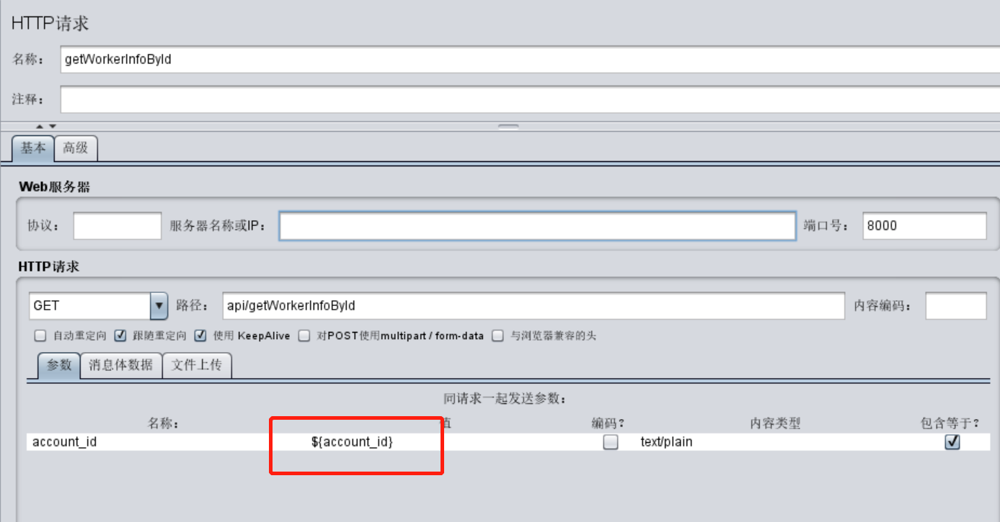 HTTP请求
名称： getWorkerInfoById
注释：
基本 高级
Web服务器
协议： 服务器名称或IP： 端口号： 8000
HTTP请求
GET 路径： api/getWorkerInfoById 内容编码：
自动重定向 跟随重定向 使用 KeepAlive 对POST使用multipart / form-data 与浏览器兼容的头
参数 消息体数据 文件上传
同请求一起发送参数：
名称： 值 编码？ 内容类型 包含等于？
account_id ${account_id} text/plain